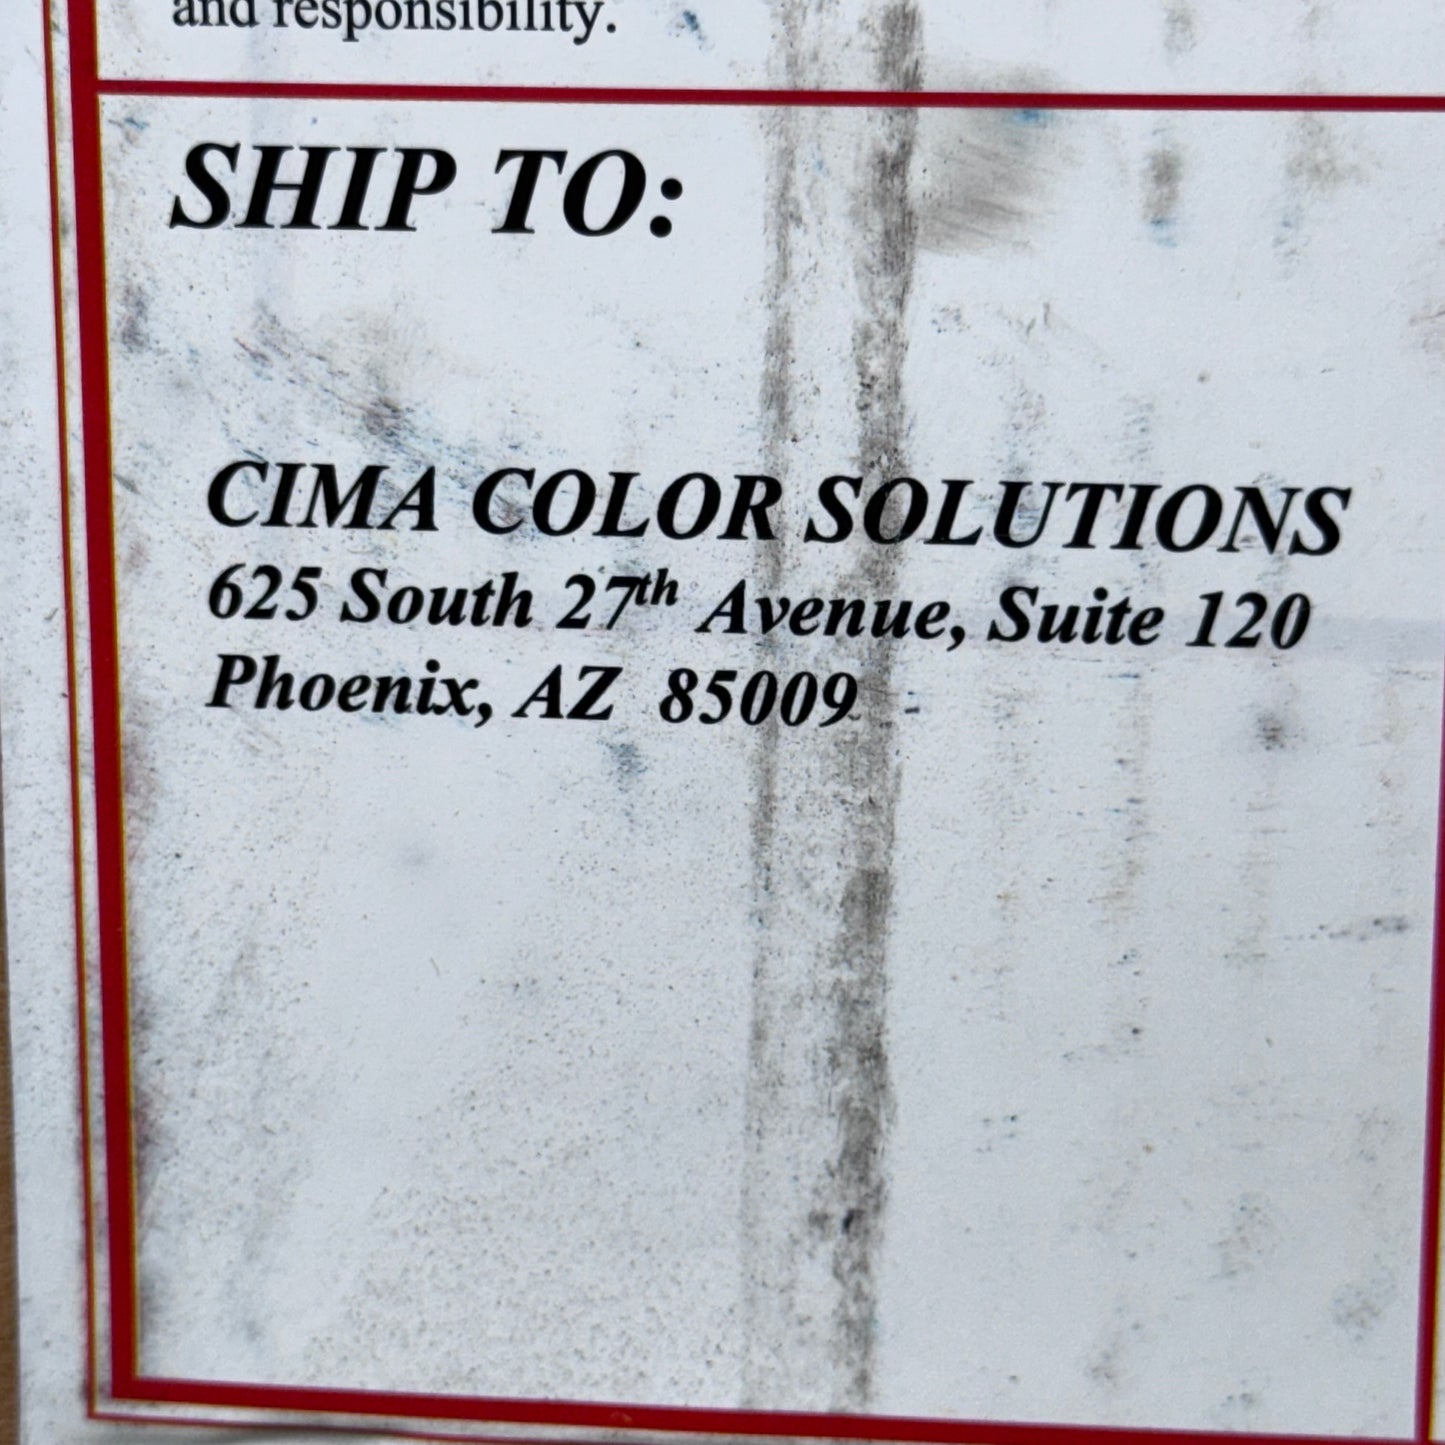 and responsibility.
SHIP TO:
CIMA COLOR SOLUTIONS
625 South 27th Avenue, Suite 120
Phoenix, AZ  85009